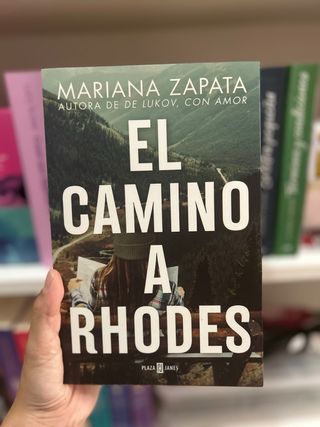 MARIANA ZAPATA
AUTORA DE DE LUKOV, CON AMOR
EL
CAMINO
A
RHODES
PLAZA JANES